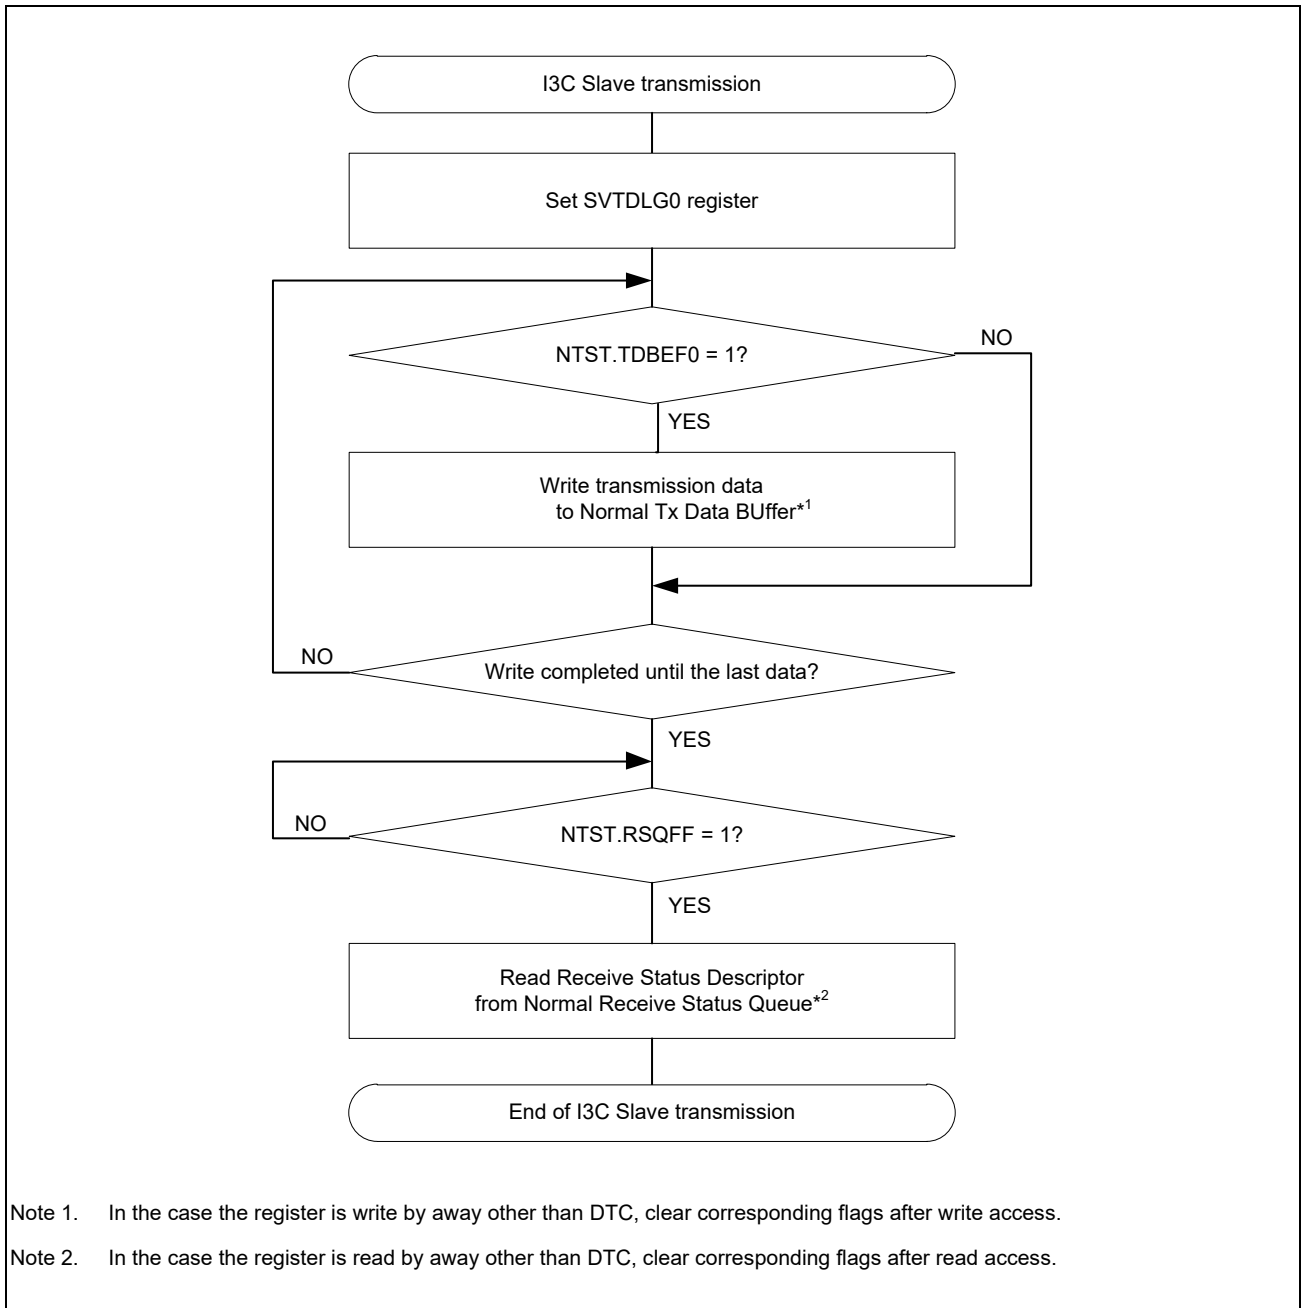 I3C Slave transmission
Set SVTDLG0 register
NTST.TDBEF0 = 1?
NO
YES
Write transmission data
to Normal Tx Data BUffer*1
NO
Write completed until the last data?
YES
NO
NTST.RSQFF = 1?
YES
Read Receive Status Descriptor
from Normal Receive Status Queue*2
End of I3C Slave transmission
Note 1. In the case the register is write by away other than DTC, clear corresponding flags after write access.
Note 2. In the case the register is read by away other than DTC, clear corresponding flags after read access.